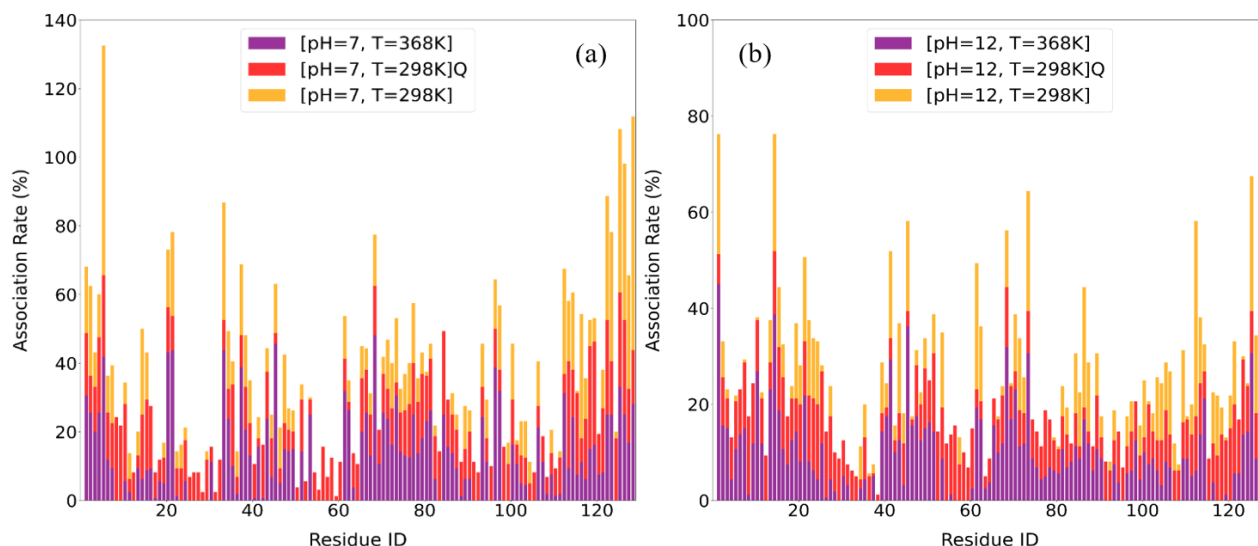 140
120
100
80
60
40
20
0
Association Rate (%)
[pH=7, T=368K]
[pH=7, T=298K]Q
[pH=7, T=298K]
(a)
20 40 60 80 100 120
Residue ID
100
80
60
40
20
0
Association Rate (%)
(b)
[pH=12, T=368K]
[pH=12, T=298K]Q
[pH=12, T=298K]
20 40 60 80 100 120
Residue ID